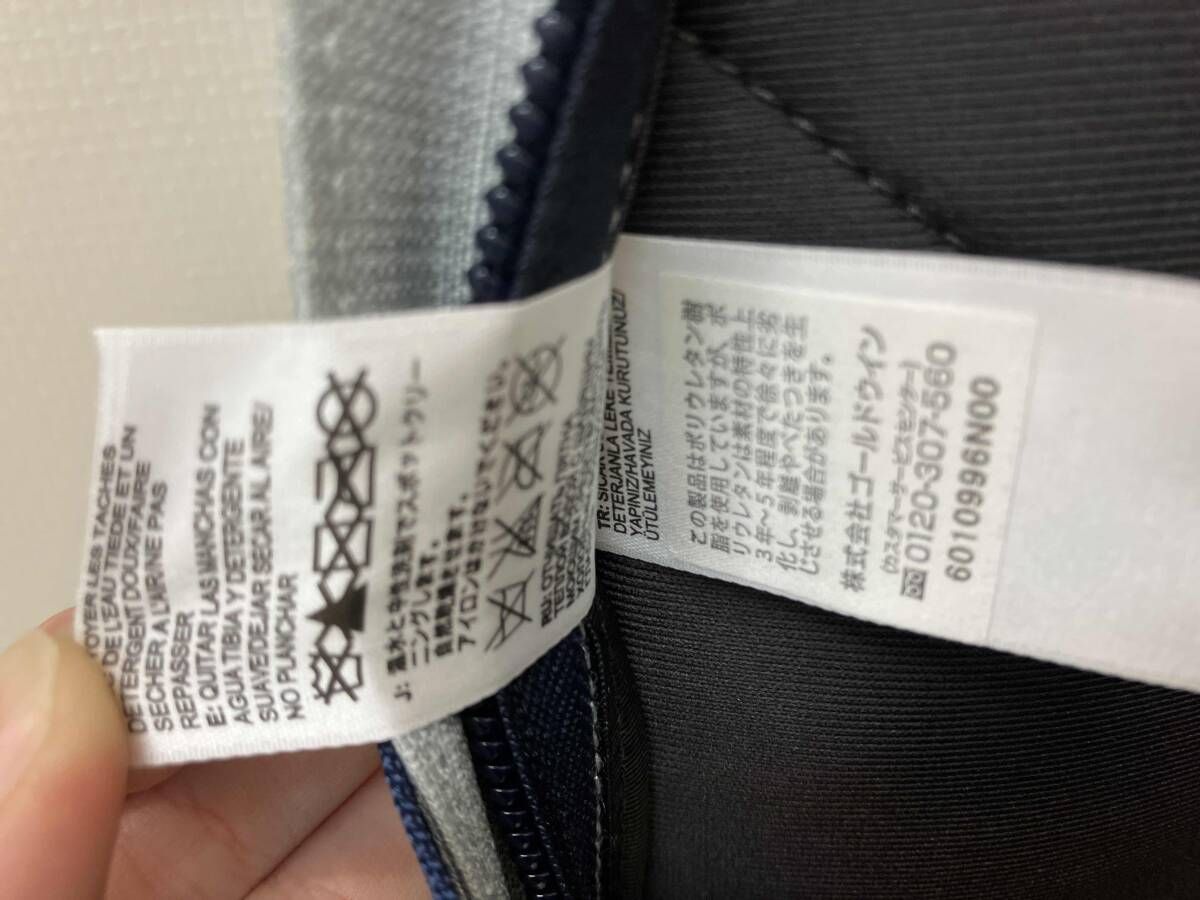 OYER LES TACHES
DE L'EAU TIEDE ET UN
DETERGENT DOUX/FAIRE
SECHER A L'AIR/NE PAS
REPASSER
E: QUITAR LAS MANCHAS CON
AGUA TIBIA Y DETERGENTE
SUAVE/DEJAR SECAR AL AIRE/
NO PLANCHAR
J: 温水と中性洗剤でスポットクリー
ニングします。
自然乾燥させます。
アイロンは掛けないでください。
DETERJANLA LEKE TEMI
YAPINIZ/HAVADA KURUTUNUZ/
ÜTÜLEMEYINIZ
この製品はポリウレタン樹
脂を使用していますが、ポ
リウレタンは素材の特性上
3年～5年程度で徐々に劣
化し、剥離やべたつきを生
じさせる場合があります。
株式会社ゴールドウイン
(カスタマーサービスセンター)
0120-307-560
6010996N00